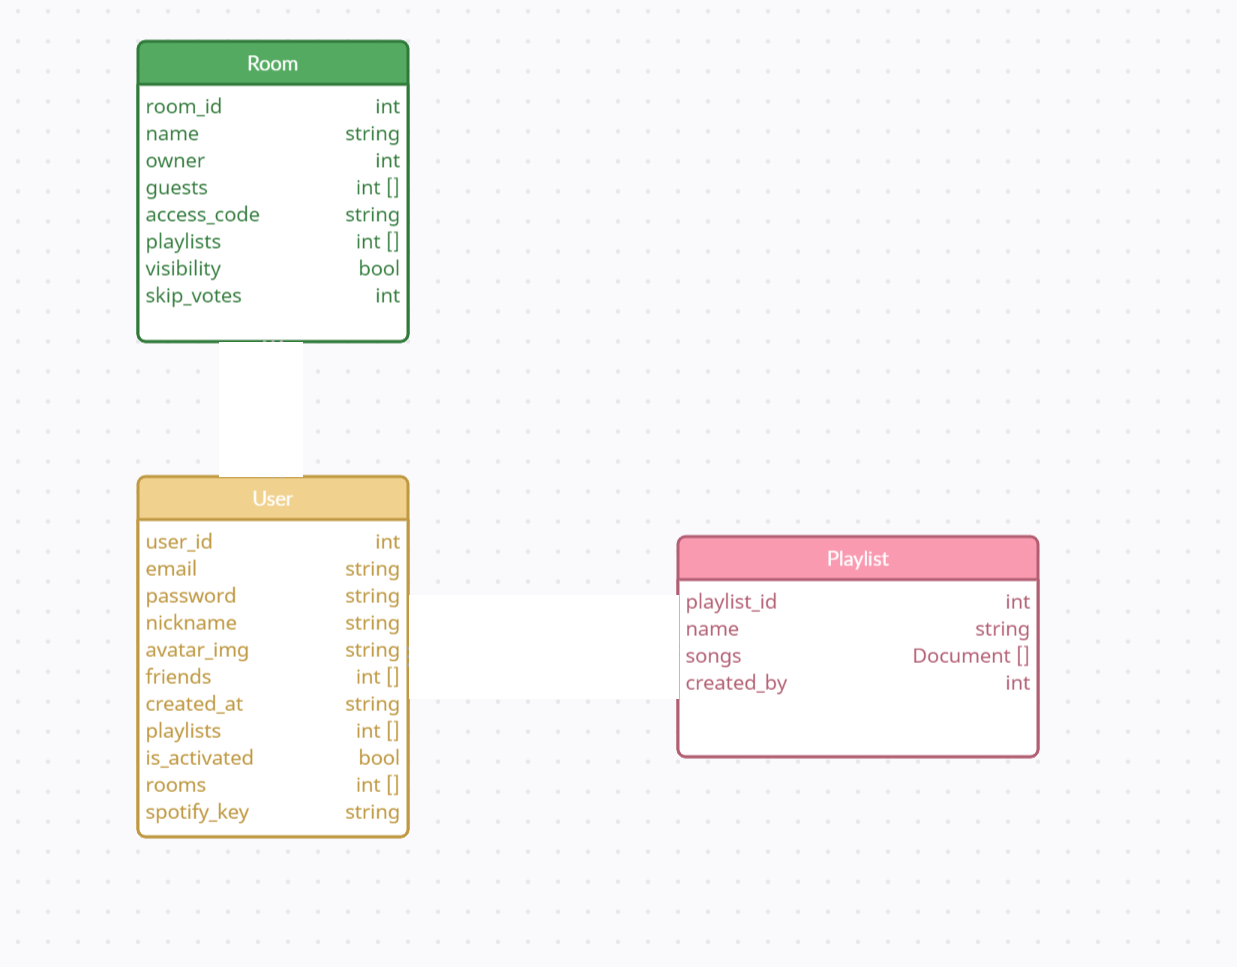 Room
room_id int
name string
owner int
guests int []
access_code string
playlists int []
visibility bool
skip_votes int
User
user_id int
email string
password string
nickname string
avatar_img string
friends int []
created_at string
playlists int []
is_activated bool
rooms int []
spotify_key string
Playlist
playlist_id int
name string
songs Document []
created_by int